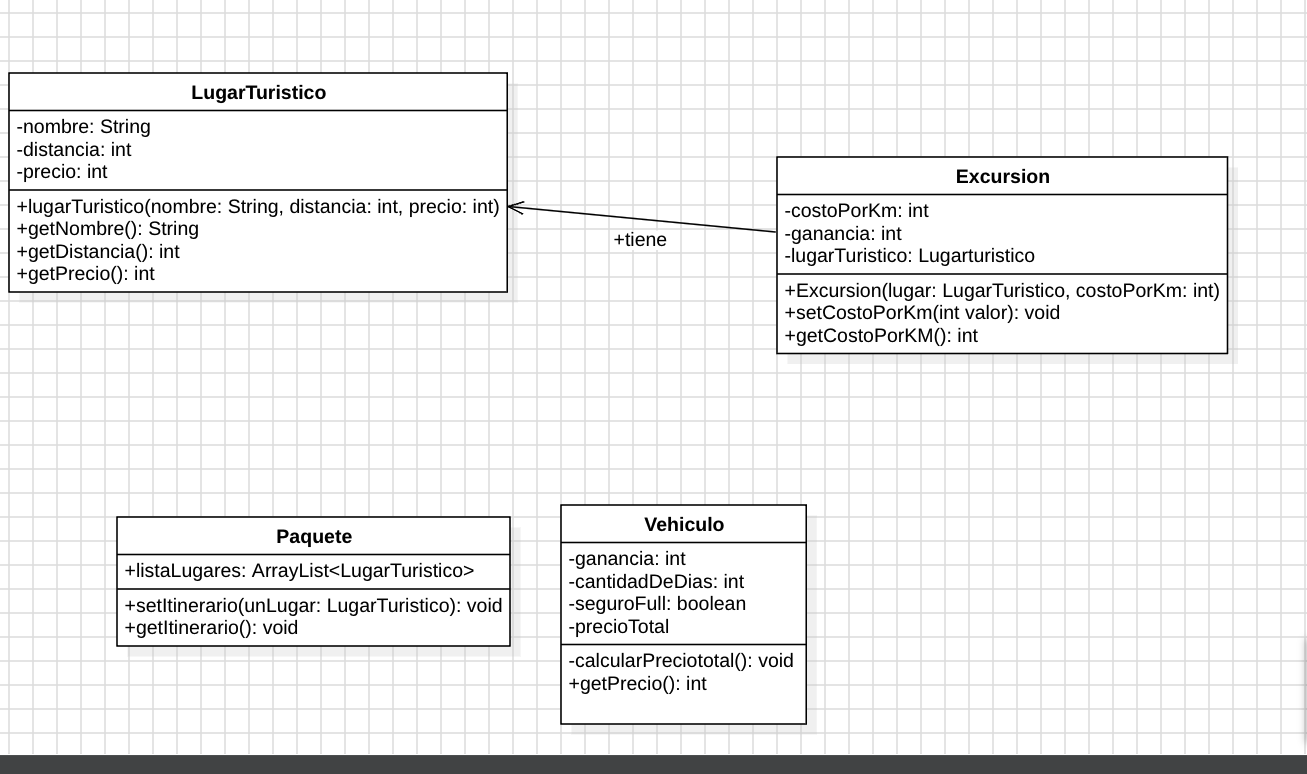 LugarTuristico
-nombre: String
-distancia: int
-precio: int
+lugarTuristico(nombre: String, distancia: int, precio: int)
+getNombre(): String
+getDistancia(): int
+getPrecio(): int
+tiene
Excursion
-costoPorKm: int
-ganancia: int
-lugarTuristico: Lugarturistico
+Excursion(lugar: LugarTuristico, costoPorKm: int)
+setCostoPorKm(int valor): void
+getCostoPorKM(): int
Paquete
+listaLugares: ArrayList<LugarTuristico>
+setItinerario(unLugar: LugarTuristico): void
+getItinerario(): void
Vehiculo
-ganancia: int
-cantidadDeDias: int
-seguroFull: boolean
-precioTotal
-calcularPreciototal(): void
+getPrecio(): int